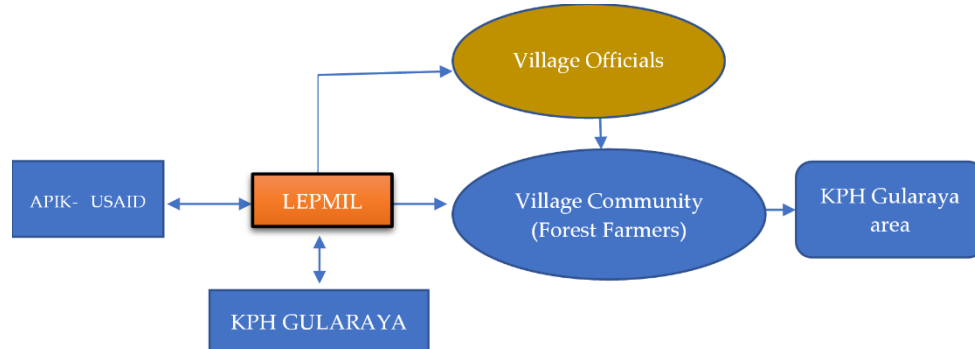 Village Officials
APIK- USAID
LEPMIL
Village Community
(Forest Farmers)
KPH Gularaya
area
KPH GULARAYA